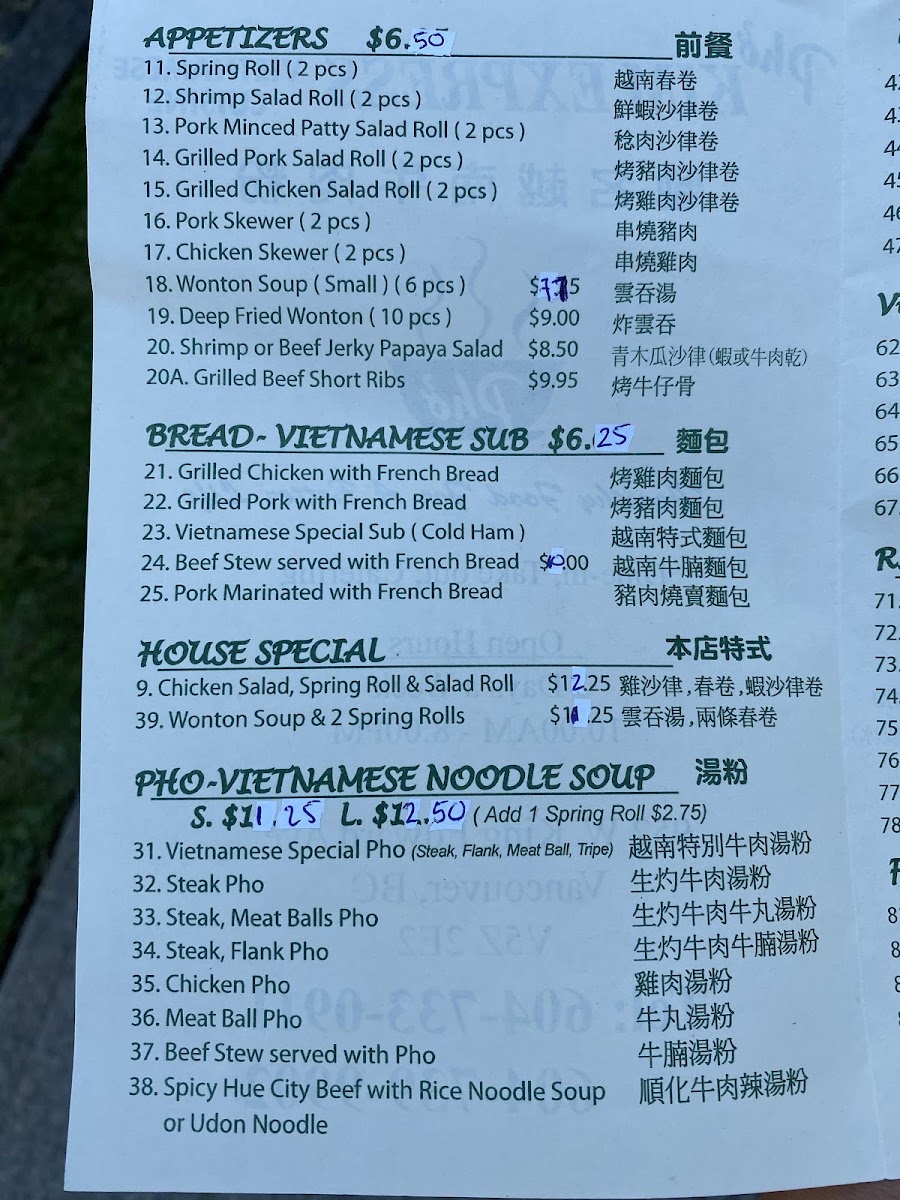 APPETIZERS $6.50 前餐
11. Spring Roll ( 2 pcs ) 越南春卷
12. Shrimp Salad Roll ( 2 pcs ) 鮮蝦沙律卷
13. Pork Minced Patty Salad Roll ( 2 pcs ) 稔肉沙律卷
14. Grilled Pork Salad Roll ( 2 pcs ) 烤豬肉沙律卷
15. Grilled Chicken Salad Roll ( 2 pcs ) 烤雞肉沙律卷
16. Pork Skewer ( 2 pcs ) 串燒豬肉
17. Chicken Skewer ( 2 pcs ) 串燒雞肉
18. Wonton Soup ( Small ) ( 6 pcs ) 雲吞湯
19. Deep Fried Wonton ( 10 pcs ) $9.00 炸雲吞
20. Shrimp or Beef Jerky Papaya Salad $8.50 青木瓜沙律(蝦或牛肉乾)
20A. Grilled Beef Short Ribs $9.95 烤牛仔骨
BREAD- VIETNAMESE SUB $6.25 麵包
21. Grilled Chicken with French Bread 烤雞肉麵包
22. Grilled Pork with French Bread 烤豬肉麵包
23. Vietnamese Special Sub ( Cold Ham ) 越南特式麵包
24. Beef Stew served with French Bread $10.00 越南牛腩麵包
25. Pork Marinated with French Bread 豬肉燒賣麵包
HOUSE SPECIAL 本店特式
9. Chicken Salad, Spring Roll & Salad Roll $12.25 雞沙律,春卷,蝦沙律卷
39. Wonton Soup & 2 Spring Rolls $11.25 雲吞湯,兩條春卷
PHO-VIETNAMESE NOODLE SOUP 湯粉
S. $11.25 L. $12.50 ( Add 1 Spring Roll $2.75)
31. Vietnamese Special Pho (Steak, Flank, Meat Ball, Tripe) 越南特別牛肉湯粉
32. Steak Pho 生灼牛肉湯粉
33. Steak, Meat Balls Pho 生灼牛肉牛丸湯粉
34. Steak, Flank Pho 生灼牛肉牛腩湯粉
35. Chicken Pho 雞肉湯粉
36. Meat Ball Pho 牛丸湯粉
37. Beef Stew served with Pho 牛腩湯粉
38. Spicy Hue City Beef with Rice Noodle Soup 順化牛肉辣湯粉
or Udon Noodle
62
63
64
65
66
67.
71.
72.
73.
74.
75
76
77
78